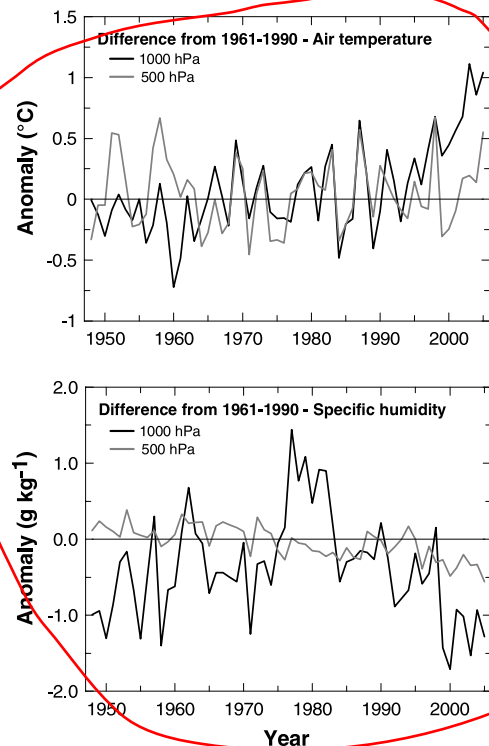 1.5
Difference from 1961-1990 - Air temperature
1000 hPa
500 hPa
1
0.5
0
-0.5
-1
Anomaly (°C)
1950 1960 1970 1980 1990 2000
2.0
Difference from 1961-1990 - Specific humidity
1000 hPa
500 hPa
1.0
0.0
-1.0
-2.0
Anomaly (g kg-1)
1950 1960 1970 1980 1990 2000
Year